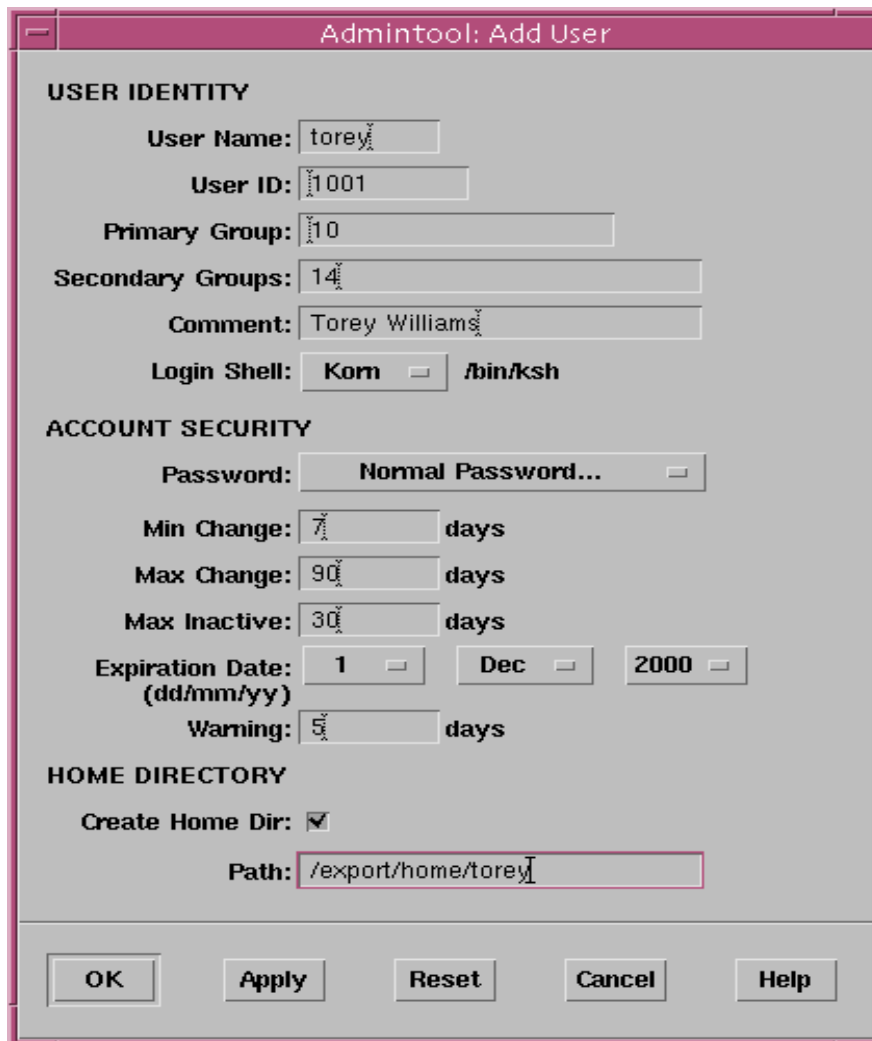 Admintool: Add User
USER IDENTITY
User Name: torey
User ID: 1001
Primary Group: 10
Secondary Groups: 14
Comment: Torey Williams
Login Shell: Korn /bin/ksh
ACCOUNT SECURITY
Password: Normal Password...
Min Change: 7 days
Max Change: 90 days
Max Inactive: 30 days
Expiration Date: 1 Dec 2000
(dd/mm/yy)
Warning: 5 days
HOME DIRECTORY
Create Home Dir:
Path: /export/home/torey
OK Apply Reset Cancel Help